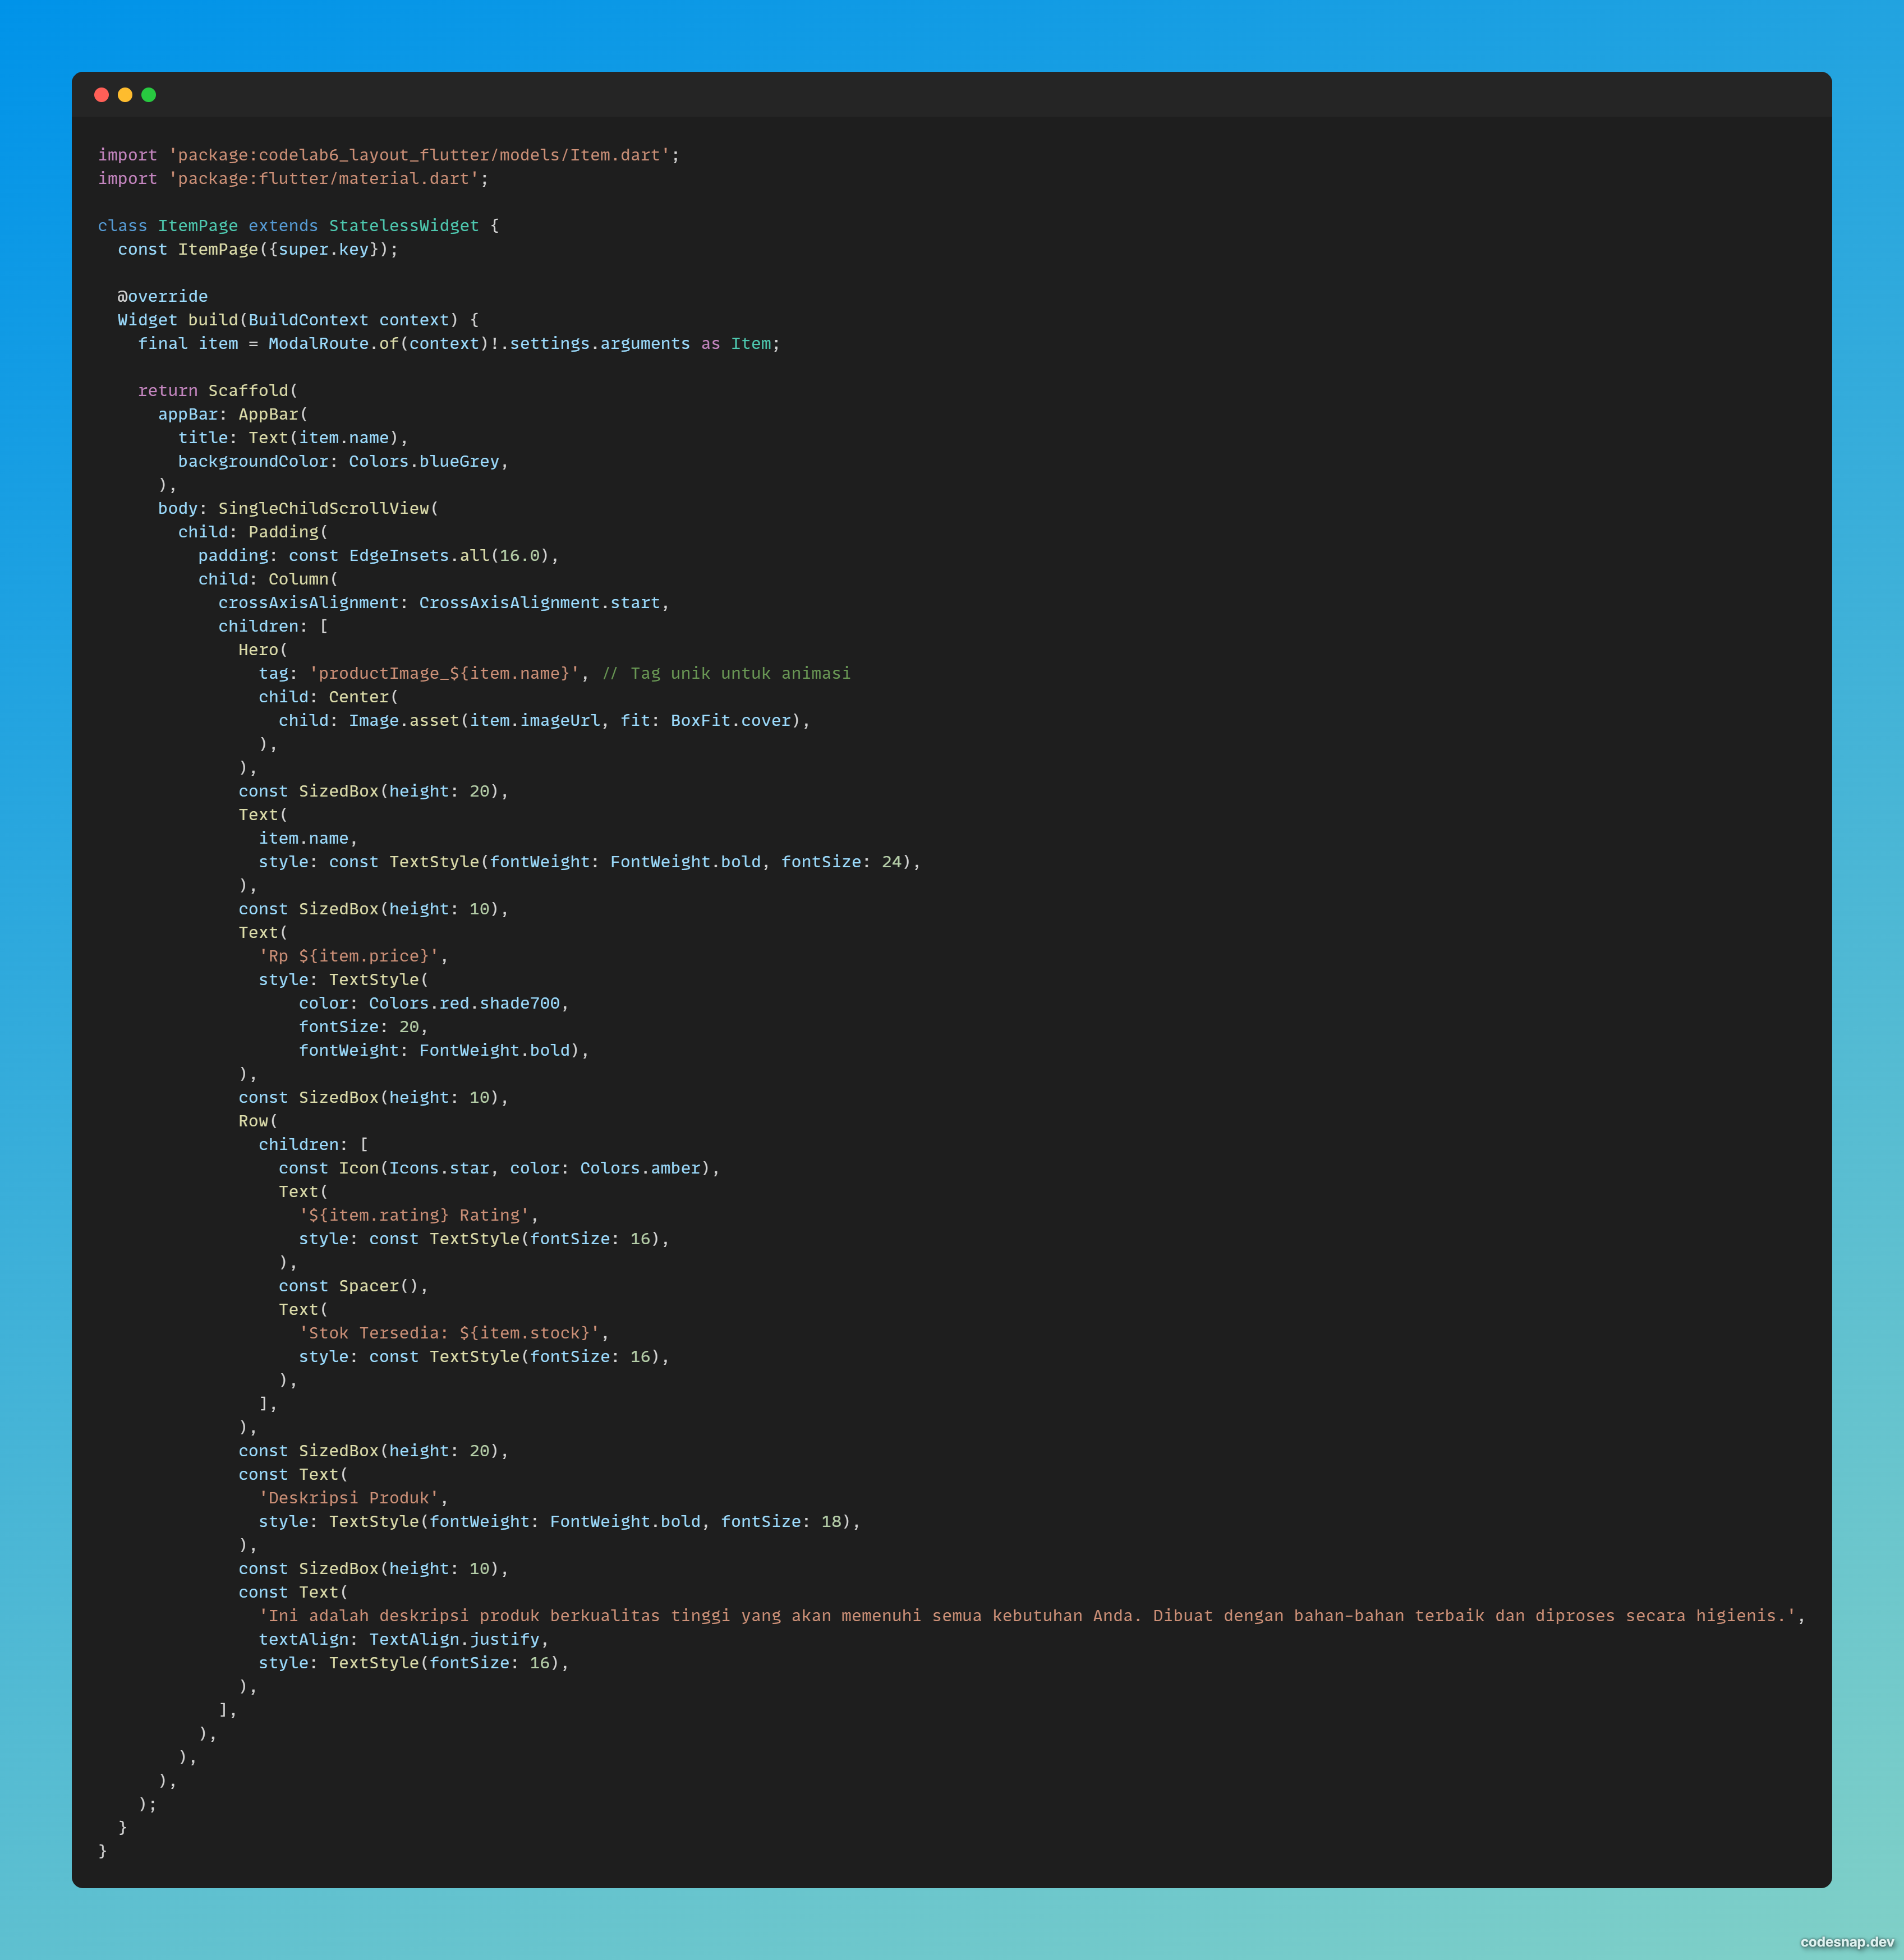 import 'package:codelab6_layout_flutter/models/Item.dart';
import 'package:flutter/material.dart';

class ItemPage extends StatelessWidget {
  const ItemPage({super.key});

  @override
  Widget build(BuildContext context) {
    final item = ModalRoute.of(context)!.settings.arguments as Item;

    return Scaffold(
      appBar: AppBar(
        title: Text(item.name),
        backgroundColor: Colors.blueGrey,
      ),
      body: SingleChildScrollView(
        child: Padding(
          padding: const EdgeInsets.all(16.0),
          child: Column(
            crossAxisAlignment: CrossAxisAlignment.start,
            children: [
              Hero(
                tag: 'productImage_${item.name}', // Tag unik untuk animasi
                child: Center(
                  child: Image.asset(item.imageUrl, fit: BoxFit.cover),
                ),
              ),
              const SizedBox(height: 20),
              Text(
                item.name,
                style: const TextStyle(fontWeight: FontWeight.bold, fontSize: 24),
              ),
              const SizedBox(height: 10),
              Text(
                'Rp ${item.price}',
                style: TextStyle(
                    color: Colors.red.shade700,
                    fontSize: 20,
                    fontWeight: FontWeight.bold),
              ),
              const SizedBox(height: 10),
              Row(
                children: [
                  const Icon(Icons.star, color: Colors.amber),
                  Text(
                    '${item.rating} Rating',
                    style: const TextStyle(fontSize: 16),
                  ),
                  const Spacer(),
                  Text(
                    'Stok Tersedia: ${item.stock}',
                    style: const TextStyle(fontSize: 16),
                  ),
                ],
              ),
              const SizedBox(height: 20),
              const Text(
                'Deskripsi Produk',
                style: TextStyle(fontWeight: FontWeight.bold, fontSize: 18),
              ),
              const SizedBox(height: 10),
              const Text(
                'Ini adalah deskripsi produk berkualitas tinggi yang akan memenuhi semua kebutuhan Anda. Dibuat dengan bahan-bahan terbaik dan diproses secara higienis.',
                textAlign: TextAlign.justify,
                style: TextStyle(fontSize: 16),
              ),
            ],
          ),
        ),
      ),
    );
  }
}
codesnap.dev